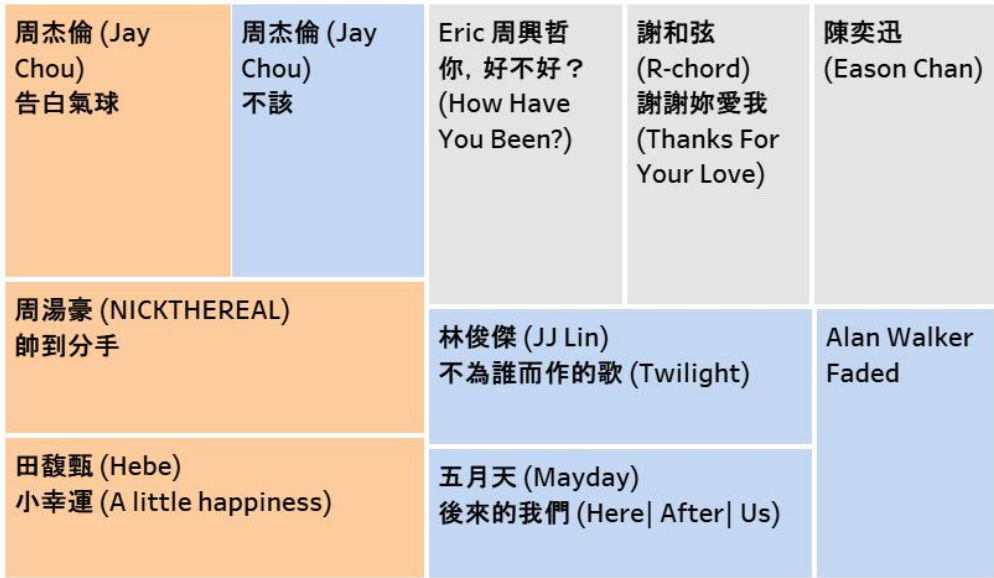 周杰倫 (Jay
Chou)
告白氣球
周杰倫 (Jay
Chou)
不該
Eric 周興哲
你，好不好？
(How Have
You Been?)
謝和弦
(R-chord)
謝謝妳愛我
(Thanks For
Your Love)
陳奕迅
(Eason Chan)
周湯豪 (NICKTHEREAL)
帥到分手
林俊傑 (JJ Lin)
不為誰而作的歌 (Twilight)
Alan Walker
Faded
田馥甄 (Hebe)
小幸運 (A little happiness)
五月天 (Mayday)
後來的我們 (Here| After| Us)